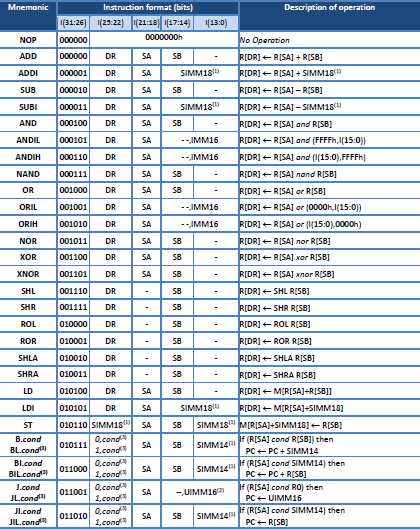 Mnemonic Instruction format (bits) Description of operation
I(31:26) I(25:22) I(21:18) I(17:14) I(13:0)
NOP 000000 0000000h No Operation
ADD 000000 DR SA SB - R[DR] ← R[SA] + R[SB]
ADDI 000001 DR SA SIMM18(1) R[DR] ← R[SA] + SIMM18(1)
SUB 000010 DR SA SB - R[DR] ← R[SA] – R[SB]
SUBI 000011 DR SA SIMM18(1) R[DR] ← R[SA] – SIMM18(1)
AND 000100 DR SA SB - R[DR] ← R[SA] and R[SB]
ANDIL 000101 DR SA --,IMM16 R[DR] ← R[SA] and (FFFFh,I(15:0))
ANDIH 000110 DR SA --,IMM16 R[DR] ← R[SA] and (I(15:0),FFFFh)
NAND 000111 DR SA SB - R[DR] ← R[SA] nand R[SB]
OR 001000 DR SA SB - R[DR] ← R[SA] or R[SB]
ORIL 001001 DR SA --,IMM16 R[DR] ← R[SA] or (0000h,I(15:0))
ORIH 001010 DR SA --,IMM16 R[DR] ← R[SA] or (I(15:0),0000h)
NOR 001011 DR SA SB - R[DR] ← R[SA] nor R[SB]
XOR 001100 DR SA SB - R[DR] ← R[SA] xor R[SB]
XNOR 001101 DR SA SB - R[DR] ← R[SA] xnor R[SB]
SHL 001110 DR - SB - R[DR] ← SHL R[SB]
SHR 001111 DR - SB - R[DR] ← SHR R[SB]
ROL 010000 DR - SB - R[DR] ← ROL R[SB]
ROR 010001 DR - SB - R[DR] ← ROR R[SB]
SHLA 010010 DR - SB - R[DR] ← SHLA R[SB]
SHRA 010011 DR - SB - R[DR] ← SHRA R[SB]
LD 010100 DR SA SB - R[DR] ← M[R[SA]+R[SB]]
LDI 010101 DR SA SIMM18(1) R[DR] ← M[R[SA]+SIMM18]
ST 010110 SIMM18(1) SA SB SIMM18(1) M[R[SA]+SIMM18] ← R[SB]
B.cond 010111 0,cond(3) SA SB SIMM14(1) If (R[SA] cond R[SB]) then
BL.cond(3) 1,cond(3) PC ← PC + SIMM14
BI.cond 011000 0,cond(3) SA SB SIMM14(1) If (R[SA] cond SIMM14) then
BIL.cond(3) 1,cond(3) PC ← PC + R[SB]
J.cond 011001 0,cond(3) SA --,UIMM16(2) If (R[SA] cond R0) then
JL.cond(3) 1,cond(3) PC ← UIMM16
JI.cond 011010 0,cond(3) SA SB SIMM14(1) If (R[SA] cond SIMM14) then
JIL.cond(3) 1,cond(3) PC ← R[SB]